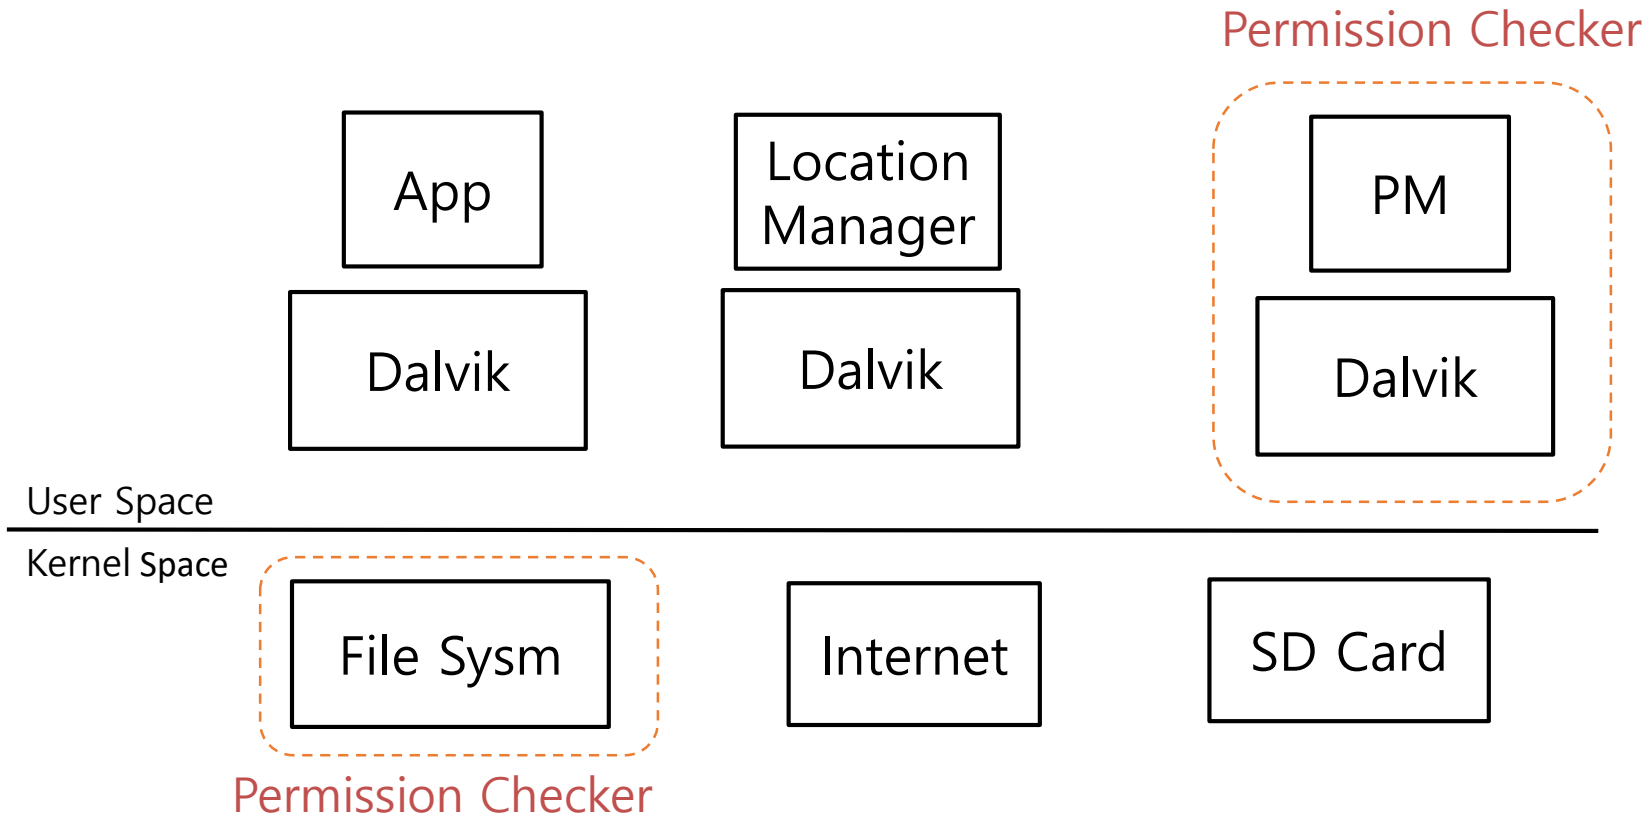 Permission Checker
App
Location
Manager
PM
Dalvik
Dalvik
Dalvik
User Space
Kernel Space
File Sysm
Internet
SD Card
Permission Checker